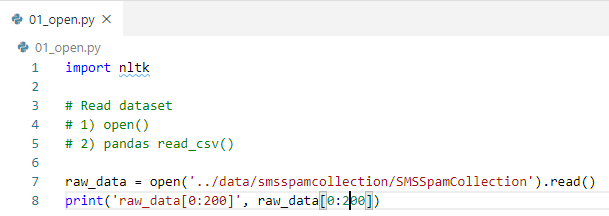 01_open.py ×
01_open.py
1 import nltk
2
3 # Read dataset
4 # 1) open()
5 # 2) pandas read_csv()
6
7 raw_data = open('../data/smsspamcollection/SMSSpamCollection').read()
8 print('raw_data[0:200]', raw_data[0:200])